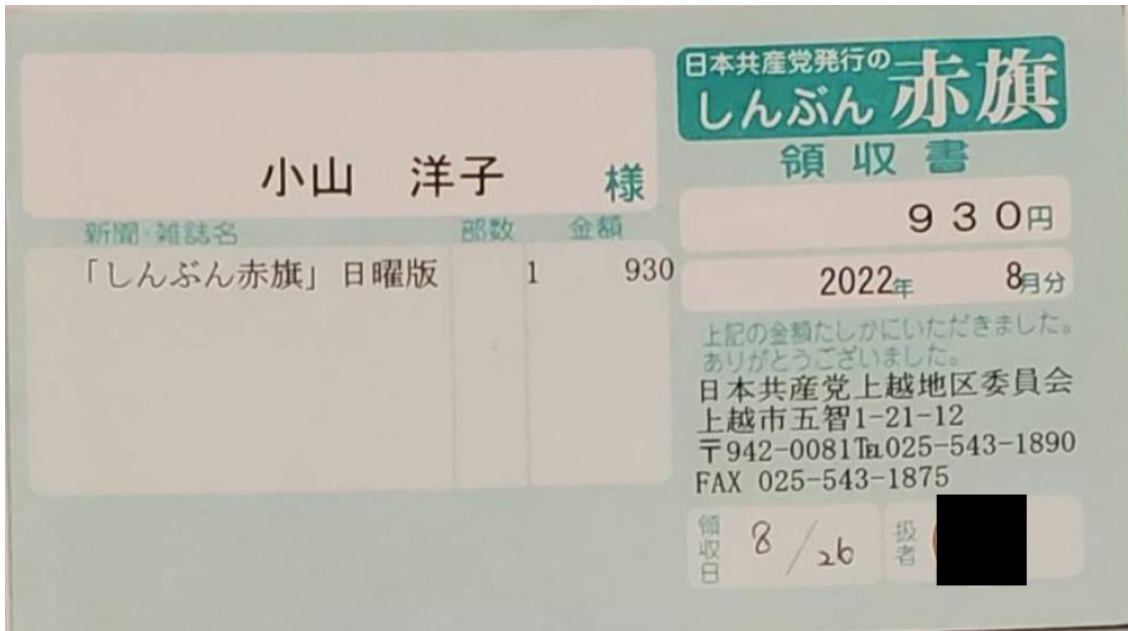 日本共産党発行の
しんぶん 赤旗
領収書
小山 洋子 様
930円
2022年 8月分
新聞・雑誌名 部数 金額
「しんぶん赤旗」日曜版 1 930
上記の金額たしかにいただきました。
ありがとうございました。
日本共産党上越地区委員会
上越市五智1-21-12
〒942-0081℡025-543-1890
FAX 025-543-1875
領収日 8/26 扱者